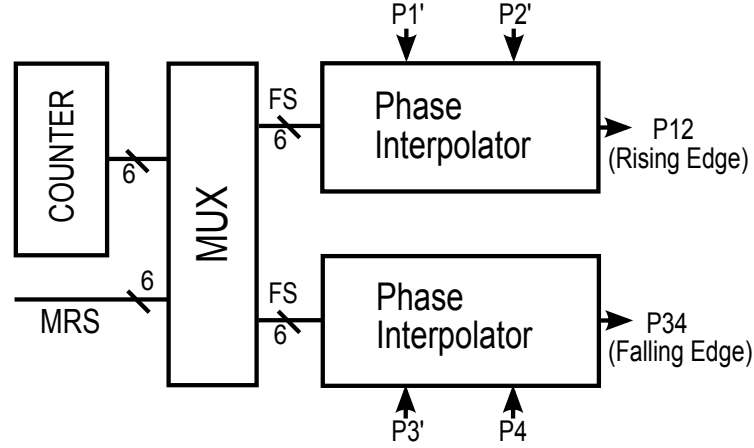 P1'
P2'
COUNTER
6
MUX
FS
6
Phase
Interpolator
P12
(Rising Edge)
6
MRS
FS
6
Phase
Interpolator
P34
(Falling Edge)
P3'
P4